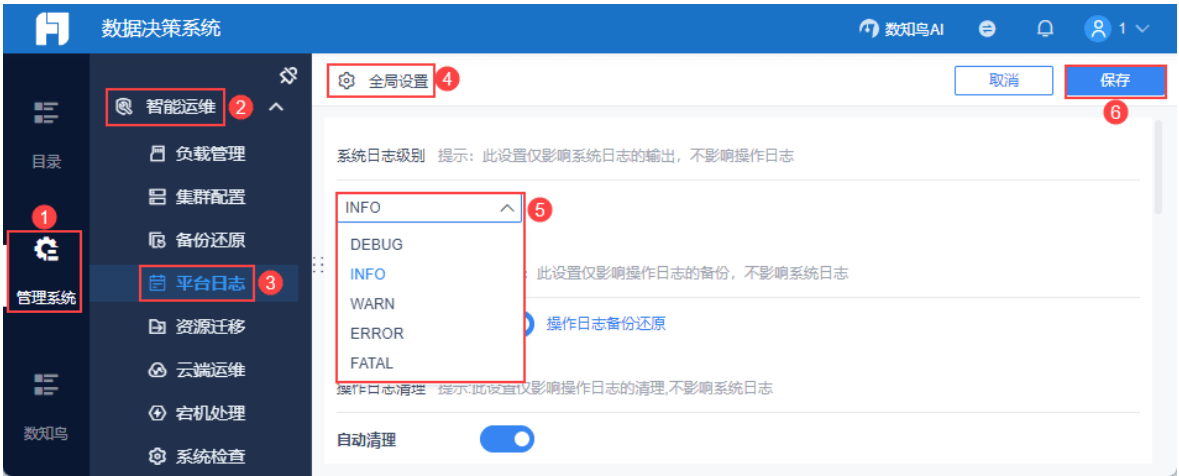 数据决策系统
数知鸟AI
1
目录
1
管理系统
数知鸟
智能运维 2
负载管理
集群配置
备份还原
平台日志 3
资源迁移
云端运维
宕机处理
系统检查
全局设置 4
取消
保存
6
系统日志级别 提示：此设置仅影响系统日志的输出，不影响操作日志
INFO 5
DEBUG
INFO
WARN
ERROR
FATAL
：此设置仅影响操作日志的备份，不影响系统日志
操作日志备份还原
操作日志清理 提示:此设置仅影响操作日志的清理,不影响系统日志
自动清理